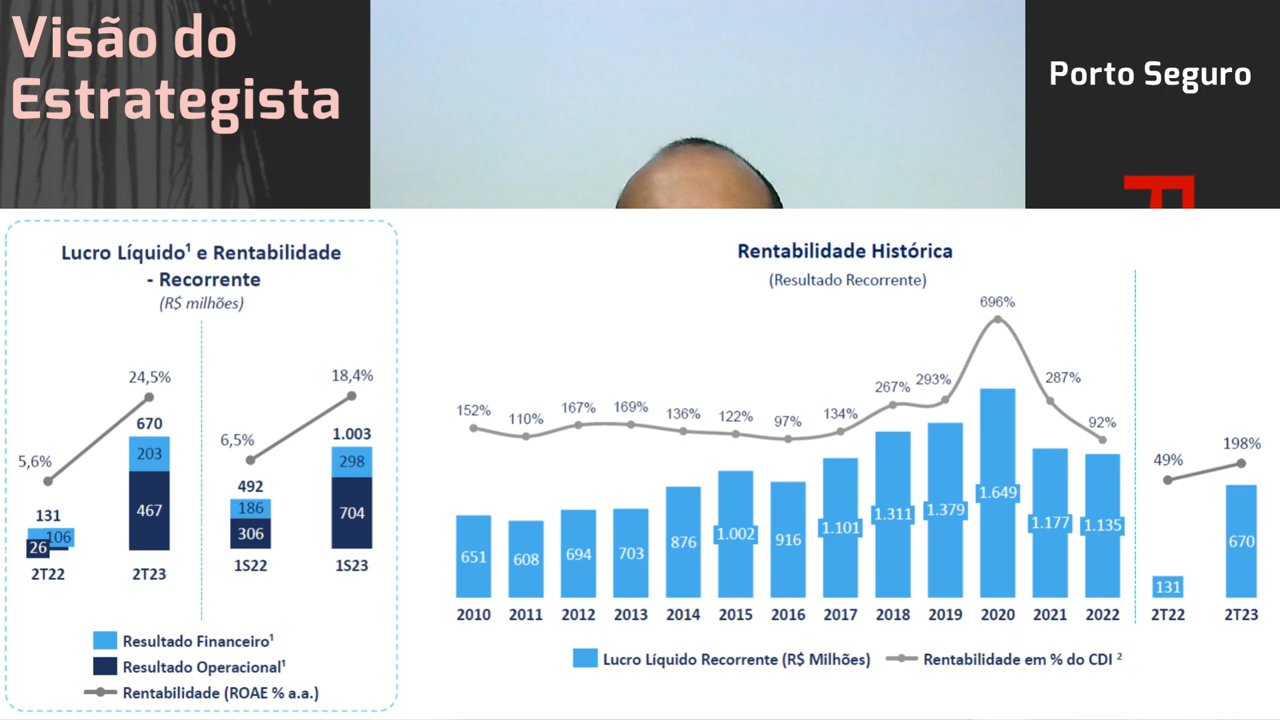 Visão do
Estrategista
Porto Seguro
F
Lucro Líquido¹ e Rentabilidade
- Recorrente
(R$ milhões)
24,5%
18,4%
670
1.003
203
298
6,5%
5,6%
492
467
704
131
186
106
306
26
2T22
2T23
1S22
1S23
Resultado Financeiro¹
Resultado Operacional¹
Rentabilidade (ROAE % a.a.)
Rentabilidade Histórica
(Resultado Recorrente)
152%
110%
167%
169%
136%
122%
97%
134%
267%
293%
696%
287%
92%
49%
198%
651
608
694
703
876
1.002
916
1.101
1.311
1.379
1.649
1.177
1.135
131
670
2010
2011
2012
2013
2014
2015
2016
2017
2018
2019
2020
2021
2022
2T22
2T23
Lucro Líquido Recorrente (R$ Milhões)
Rentabilidade em % do CDI ²